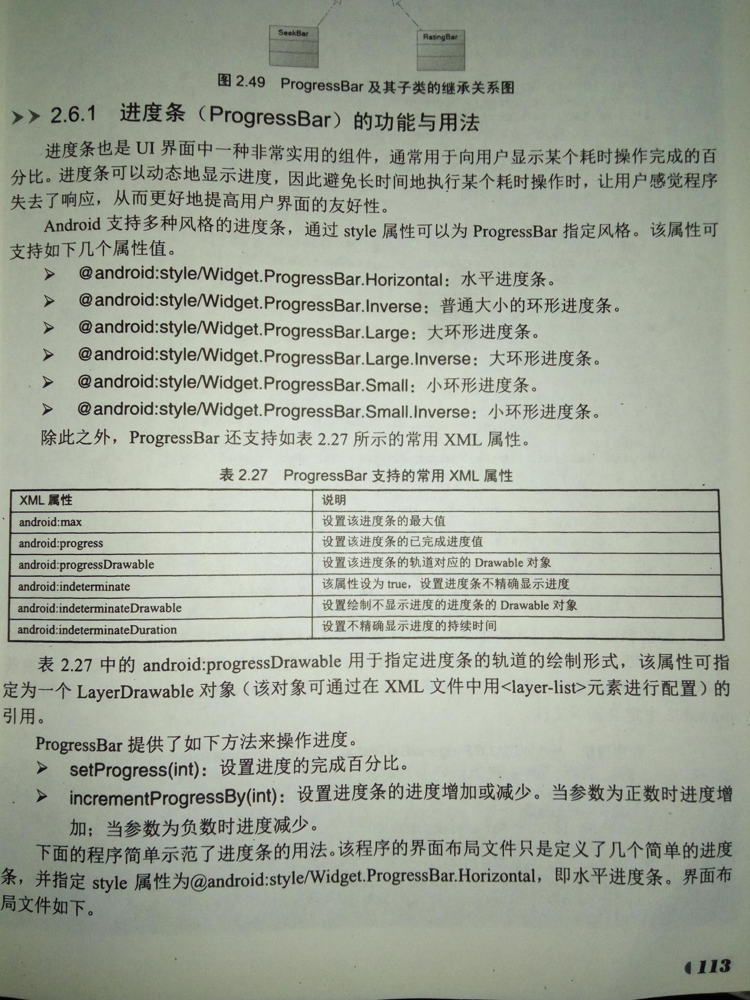 SeekBar
RatingBar
图 2.49 ProgressBar 及其子类的继承关系图
2.6.1 进度条（ProgressBar）的功能与用法
进度条也是 UI 界面中一种非常实用的组件，通常用于向用户显示某个耗时操作完成的百
分比。进度条可以动态地显示进度，因此避免长时间地执行某个耗时操作时，让用户感觉程序
失去了响应，从而更好地提高用户界面的友好性。
Android 支持多种风格的进度条，通过 style 属性可以为 ProgressBar 指定风格。该属性可
支持如下几个属性值。
➢ @android:style/Widget.ProgressBar.Horizontal：水平进度条。
➢ @android:style/Widget.ProgressBar.Inverse：普通大小的环形进度条。
➢ @android:style/Widget.ProgressBar.Large：大环形进度条。
➢ @android:style/Widget.ProgressBar.Large.Inverse：大环形进度条。
➢ @android:style/Widget.ProgressBar.Small：小环形进度条。
➢ @android:style/Widget.ProgressBar.Small.Inverse：小环形进度条。
除此之外，ProgressBar 还支持如表 2.27 所示的常用 XML 属性。
表 2.27 ProgressBar 支持的常用 XML 属性
XML 属性 说明
android:max 设置该进度条的最大值
android:progress 设置该进度条的已完成进度值
android:progressDrawable 设置该进度条的轨道对应的 Drawable 对象
android:indeterminate 该属性设为 true，设置进度条不精确显示进度
android:indeterminateDrawable 设置绘制不显示进度的进度条的 Drawable 对象
android:indeterminateDuration 设置不精确显示进度的持续时间
表 2.27 中的 android:progressDrawable 用于指定进度条的轨道的绘制形式，该属性可指
定为一个 LayerDrawable 对象（该对象可通过在 XML 文件中用<layer-list>元素进行配置）的
引用。
ProgressBar 提供了如下方法来操作进度。
➢ setProgress(int)：设置进度的完成百分比。
➢ incrementProgressBy(int)：设置进度条的进度增加或减少。当参数为正数时进度增
加；当参数为负数时进度减少。
下面的程序简单示范了进度条的用法。该程序的界面布局文件只是定义了几个简单的进度
条，并指定 style 属性为@android:style/Widget.ProgressBar.Horizontal，即水平进度条。界面布
局文件如下。
113